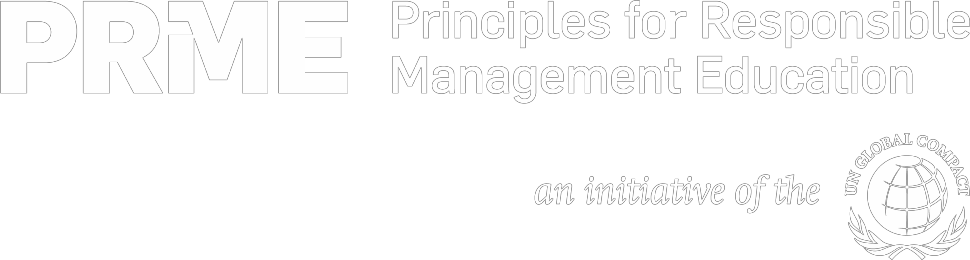 PRME
Principles for Responsible
Management Education
an initiative of the
UN GLOBAL COMPACT